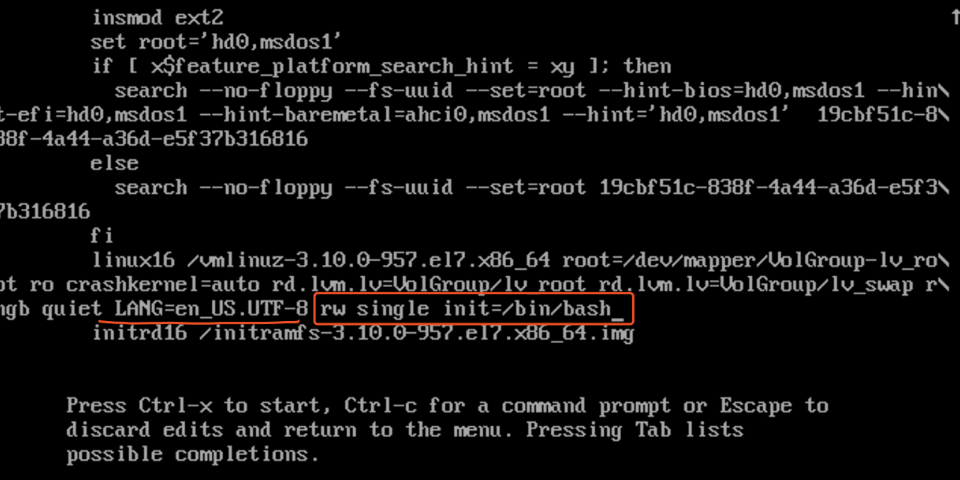 insmod ext2
set root='hd0,msdos1'
if [ x$feature_platform_search_hint = xy ]; then
search --no-floppy --fs-uuid --set=root --hint-bios=hd0,msdos1 --hin\
t-efi=hd0,msdos1 --hint-baremetal=ahci0,msdos1 --hint='hd0,msdos1' 19cbf51c-8\
38f-4a44-a36d-e5f37b316816
else
search --no-floppy --fs-uuid --set=root 19cbf51c-838f-4a44-a36d-e5f3\
7b316816
fi
linux16 /vmlinuz-3.10.0-957.el7.x86_64 root=/dev/mapper/VolGroup-lv_ro\
ot ro crashkernel=auto rd.lvm.lv=VolGroup/lv_root rd.lvm.lv=VolGroup/lv_swap r\
hgb quiet LANG=en_US.UTF-8 rw single init=/bin/bash_
initrd16 /initramfs-3.10.0-957.el7.x86_64.img
Press Ctrl-x to start, Ctrl-c for a command prompt or Escape to
discard edits and return to the menu. Pressing Tab lists
possible completions.